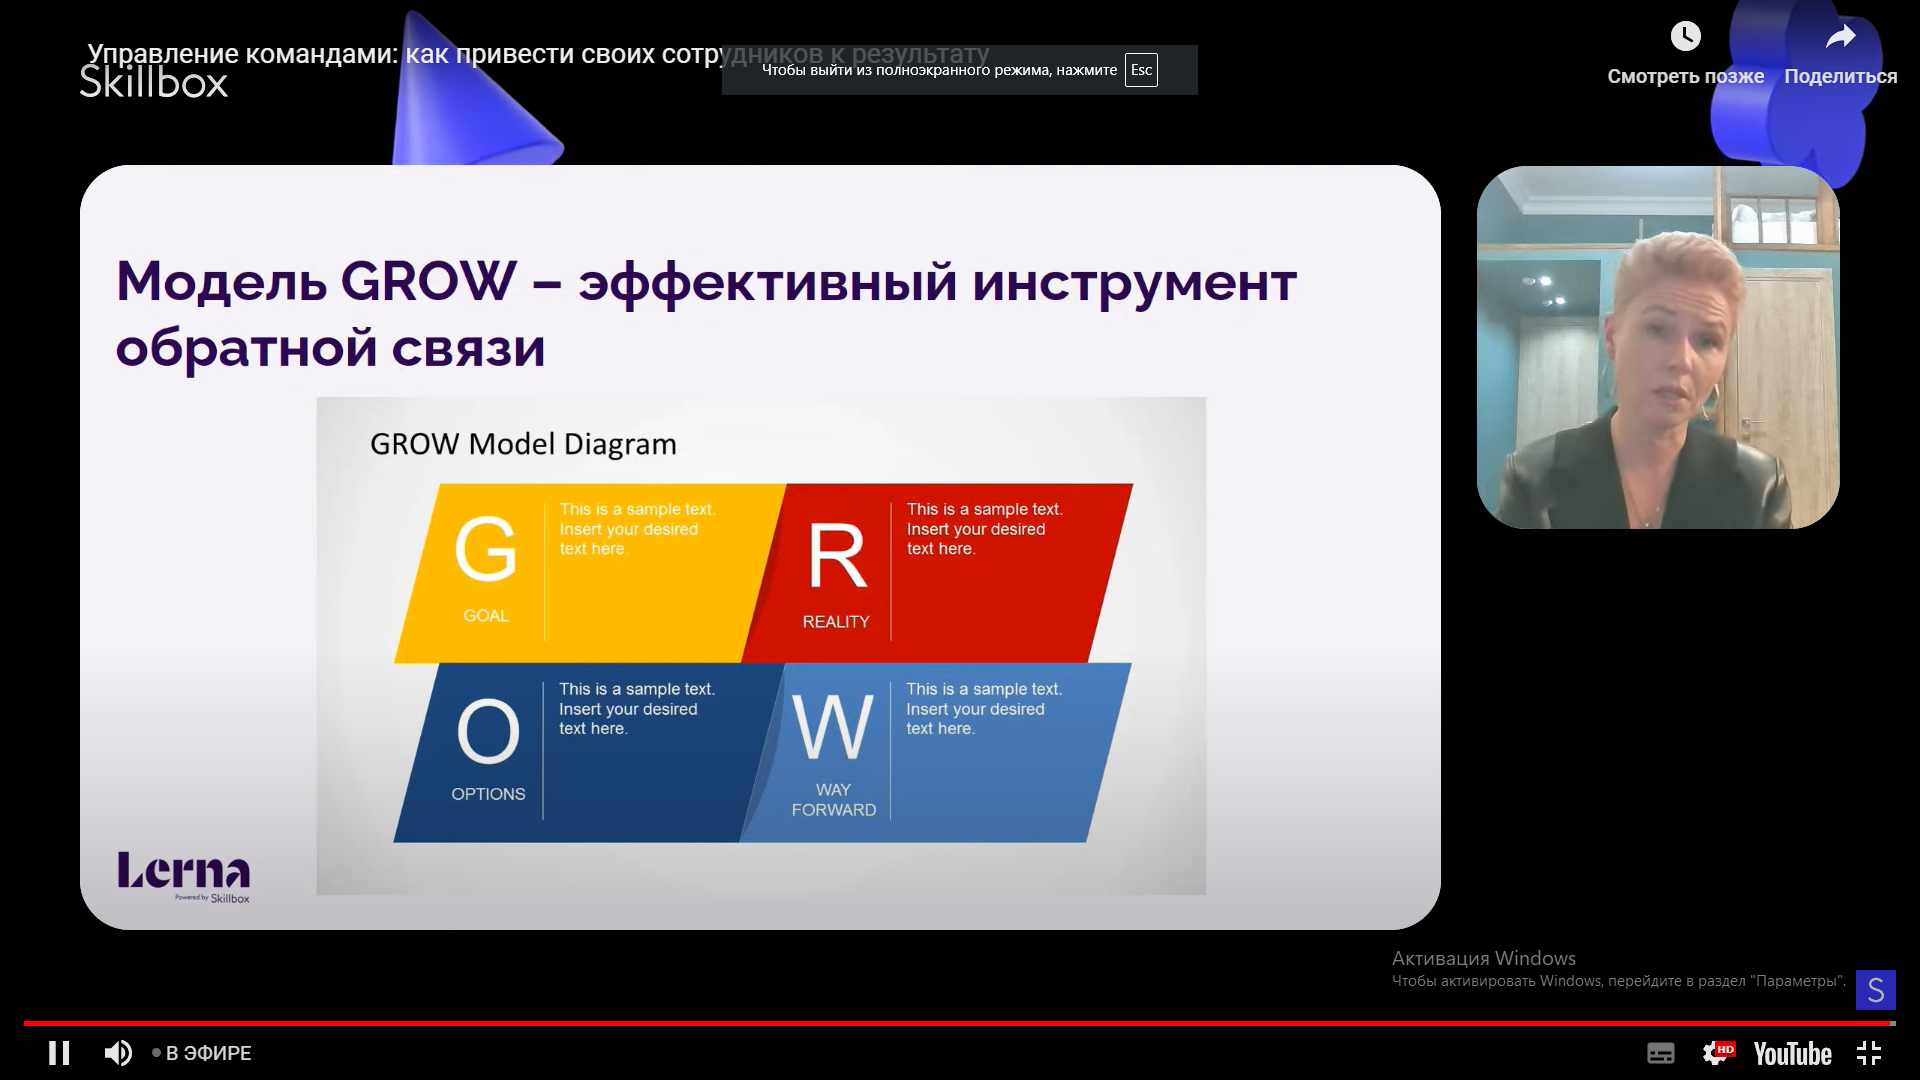 Управление командами: как привести своих сотрудников к результату
Skillbox
Чтобы выйти из полноэкранного режима, нажмите Esc
Смотреть позже
Поделиться
Модель GROW – эффективный инструмент
обратной связи
GROW Model Diagram
G
GOAL
This is a sample text.
Insert your desired
text here.
R
REALITY
This is a sample text.
Insert your desired
text here.
O
OPTIONS
This is a sample text.
Insert your desired
text here.
W
WAY
FORWARD
This is a sample text.
Insert your desired
text here.
Lerna
Powered by Skillbox
Активация Windows
Чтобы активировать Windows, перейдите в раздел "Параметры".
S
В ЭФИРЕ
HD
YouTube